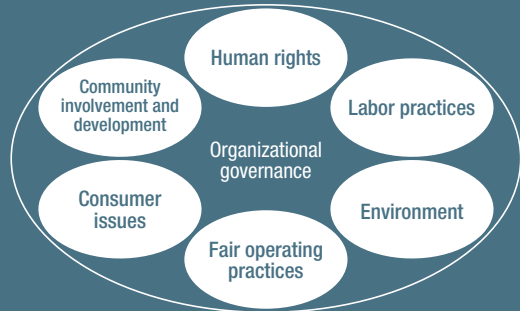 Human rights
Community
involvement and
development
Labor practices
Organizational
governance
Consumer
issues
Environment
Fair operating
practices